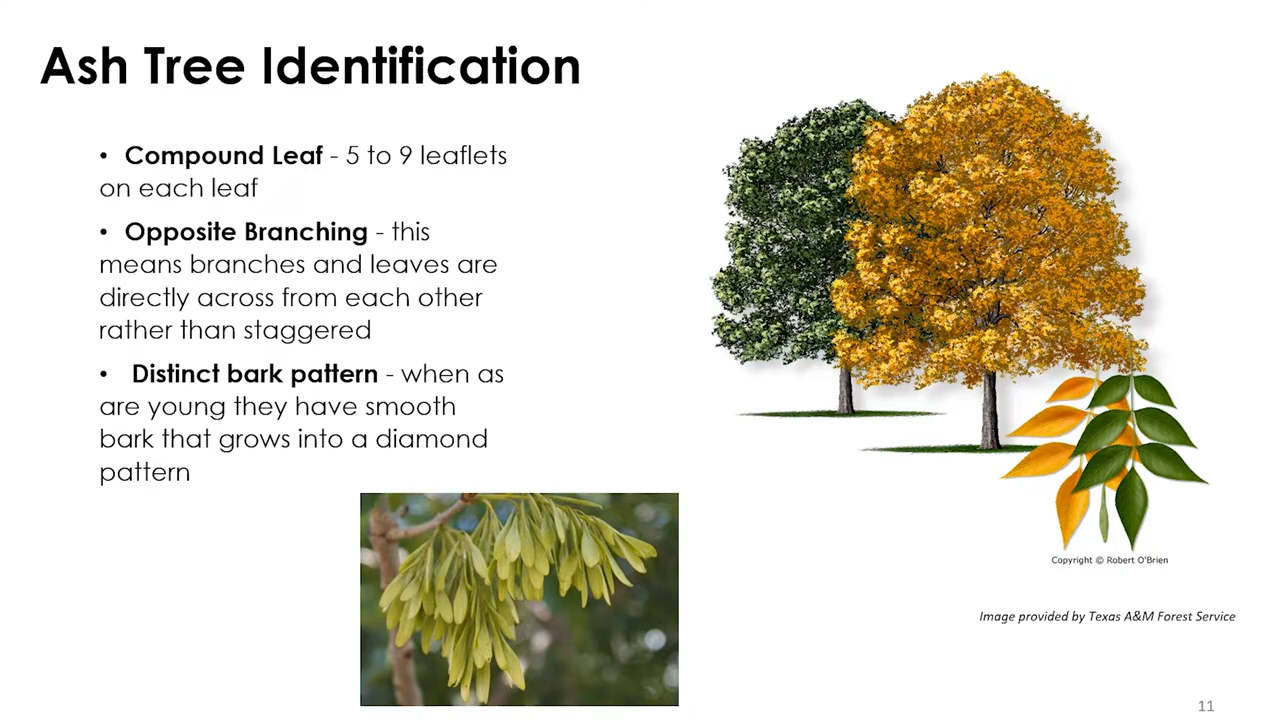 Ash Tree Identification
• Compound Leaf - 5 to 9 leaflets
on each leaf
• Opposite Branching - this
means branches and leaves are
directly across from each other
rather than staggered
• Distinct bark pattern - when as
are young they have smooth
bark that grows into a diamond
pattern
Copyright © Robert O'Brien
Image provided by Texas A&M Forest Service
11